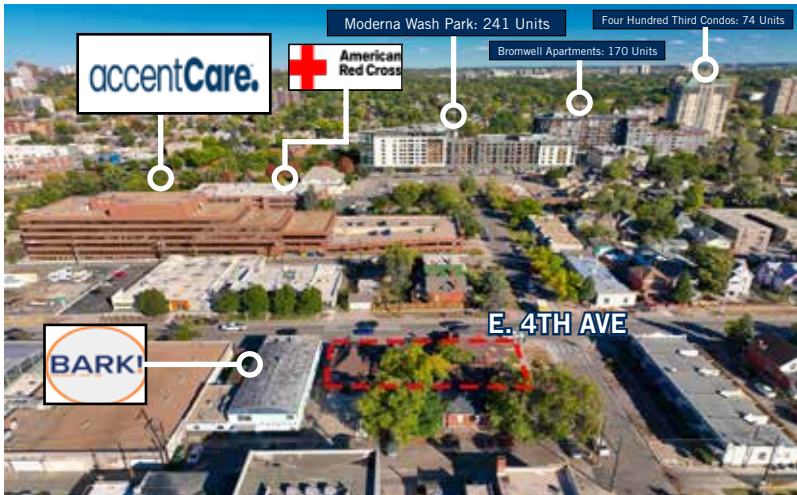 Moderna Wash Park: 241 Units
Four Hundred Third Condos: 74 Units
accentCare.
American
Red Cross
Bromwell Apartments: 170 Units
E. 4TH AVE
BARK!